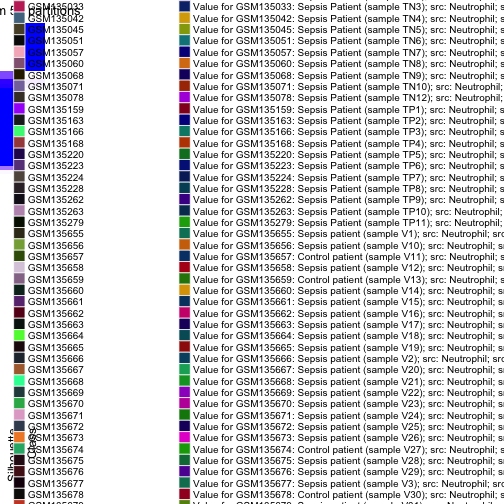 partitions
GSM135033 Value for GSM135033: Sepsis Patient (sample TN3); src: Neutrophil; s
GSM135042 Value for GSM135042: Sepsis Patient (sample TN4); src: Neutrophil; s
GSM135045 Value for GSM135045: Sepsis Patient (sample TN5); src: Neutrophil; s
GSM135051 Value for GSM135051: Sepsis Patient (sample TN6); src: Neutrophil; s
GSM135057 Value for GSM135057: Sepsis Patient (sample TN7); src: Neutrophil; s
GSM135060 Value for GSM135060: Sepsis patient (sample TN8); src: Neutrophil; s
GSM135068 Value for GSM135068: Sepsis patient (sample TN9); src: Neutrophil; s
GSM135071 Value for GSM135071: Sepsis patient (sample TN10); src: Neutrophil;
GSM135078 Value for GSM135078: Sepsis patient (sample TN12); src: Neutrophil;
GSM135159 Value for GSM135159: Sepsis patient (sample TP1); src: Neutrophil; s
GSM135163 Value for GSM135163: Sepsis patient (sample TP2); src: Neutrophil; s
GSM135166 Value for GSM135166: Sepsis patient (sample TP3); src: Neutrophil; s
GSM135168 Value for GSM135168: Sepsis patient (sample TP4); src: Neutrophil; s
GSM135220 Value for GSM135220: Sepsis patient (sample TP5); src: Neutrophil; s
GSM135223 Value for GSM135223: Sepsis patient (sample TP6); src: Neutrophil; s
GSM135224 Value for GSM135224: Sepsis patient (sample TP7); src: Neutrophil; s
GSM135228 Value for GSM135228: Sepsis patient (sample TP8); src: Neutrophil; s
GSM135262 Value for GSM135262: Sepsis patient (sample TP9); src: Neutrophil; s
GSM135263 Value for GSM135263: Sepsis patient (sample TP10); src: Neutrophil;
GSM135279 Value for GSM135279: Sepsis patient (sample TP11); src: Neutrophil;
GSM135655 Value for GSM135655: Sepsis patient (sample V1); src: Neutrophil; src
GSM135656 Value for GSM135656: Sepsis patient (sample V10); src: Neutrophil; s
GSM135657 Value for GSM135657: Control patient (sample V11); src: Neutrophil; s
GSM135658 Value for GSM135658: Sepsis patient (sample V12); src: Neutrophil; s
GSM135659 Value for GSM135659: Control patient (sample V13); src: Neutrophil; s
GSM135660 Value for GSM135660: Sepsis patient (sample V14); src: Neutrophil; s
GSM135661 Value for GSM135661: Sepsis patient (sample V15); src: Neutrophil; s
GSM135662 Value for GSM135662: Sepsis patient (sample V16); src: Neutrophil; s
GSM135663 Value for GSM135663: Sepsis patient (sample V17); src: Neutrophil; s
GSM135664 Value for GSM135664: Sepsis patient (sample V18); src: Neutrophil; s
GSM135665 Value for GSM135665: Sepsis patient (sample V19); src: Neutrophil; s
GSM135666 Value for GSM135666: Sepsis patient (sample V2); src: Neutrophil; src
GSM135667 Value for GSM135667: Sepsis patient (sample V20); src: Neutrophil; s
GSM135668 Value for GSM135668: Sepsis patient (sample V21); src: Neutrophil; s
GSM135669 Value for GSM135669: Sepsis patient (sample V22); src: Neutrophil; s
GSM135670 Value for GSM135670: Sepsis patient (sample V23); src: Neutrophil; s
GSM135671 Value for GSM135671: Sepsis patient (sample V24); src: Neutrophil; s
GSM135672 Value for GSM135672: Sepsis patient (sample V25); src: Neutrophil; s
GSM135673 Value for GSM135673: Sepsis patient (sample V26); src: Neutrophil; s
GSM135674 Value for GSM135674: Control patient (sample V27); src: Neutrophil; s
GSM135675 Value for GSM135675: Sepsis patient (sample V28); src: Neutrophil; s
GSM135676 Value for GSM135676: Sepsis patient (sample V29); src: Neutrophil; s
GSM135677 Value for GSM135677: Sepsis patient (sample V3); src: Neutrophil; src
GSM135678 Value for GSM135678: Control patient (sample V30); src: Neutrophil; s
Silhouette